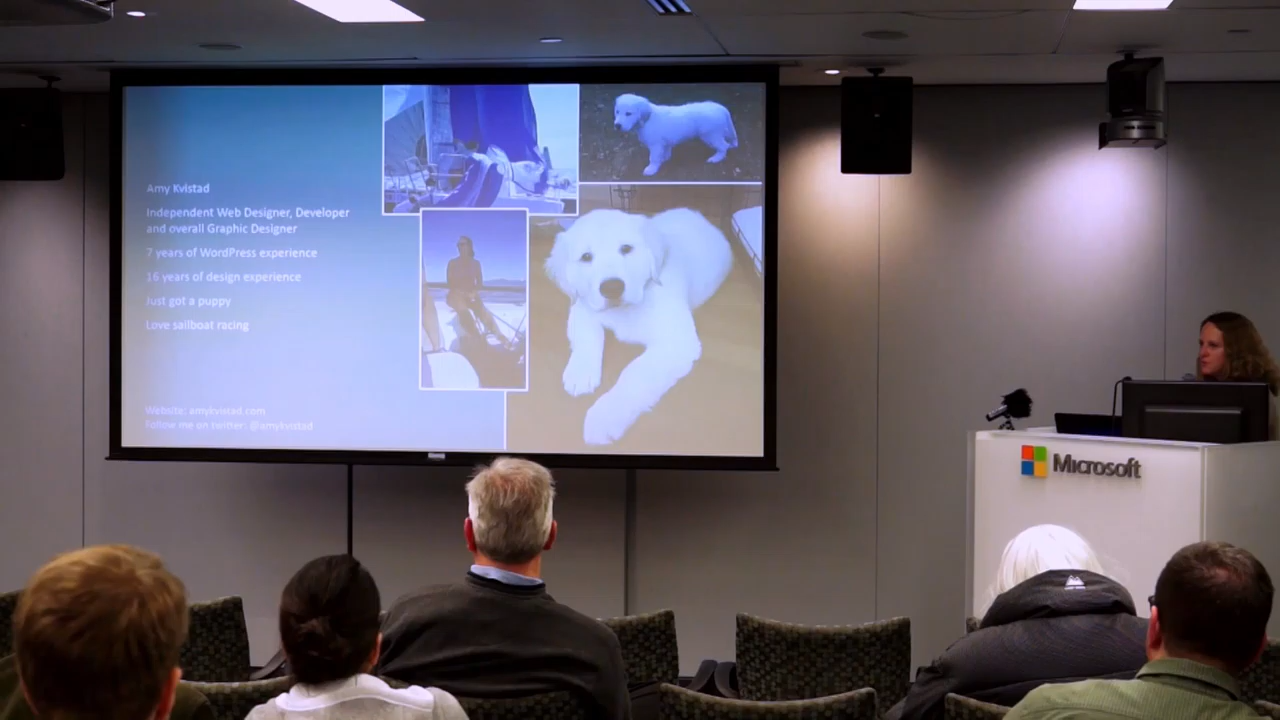 Amy Kvistad
Independent Web Designer, Developer
and overall Graphic Designer
7 years of WordPress experience
16 years of design experience
Just got a puppy
Love sailboat racing
Website: amykvistad.com
Follow me on twitter: @amykvistad
Microsoft